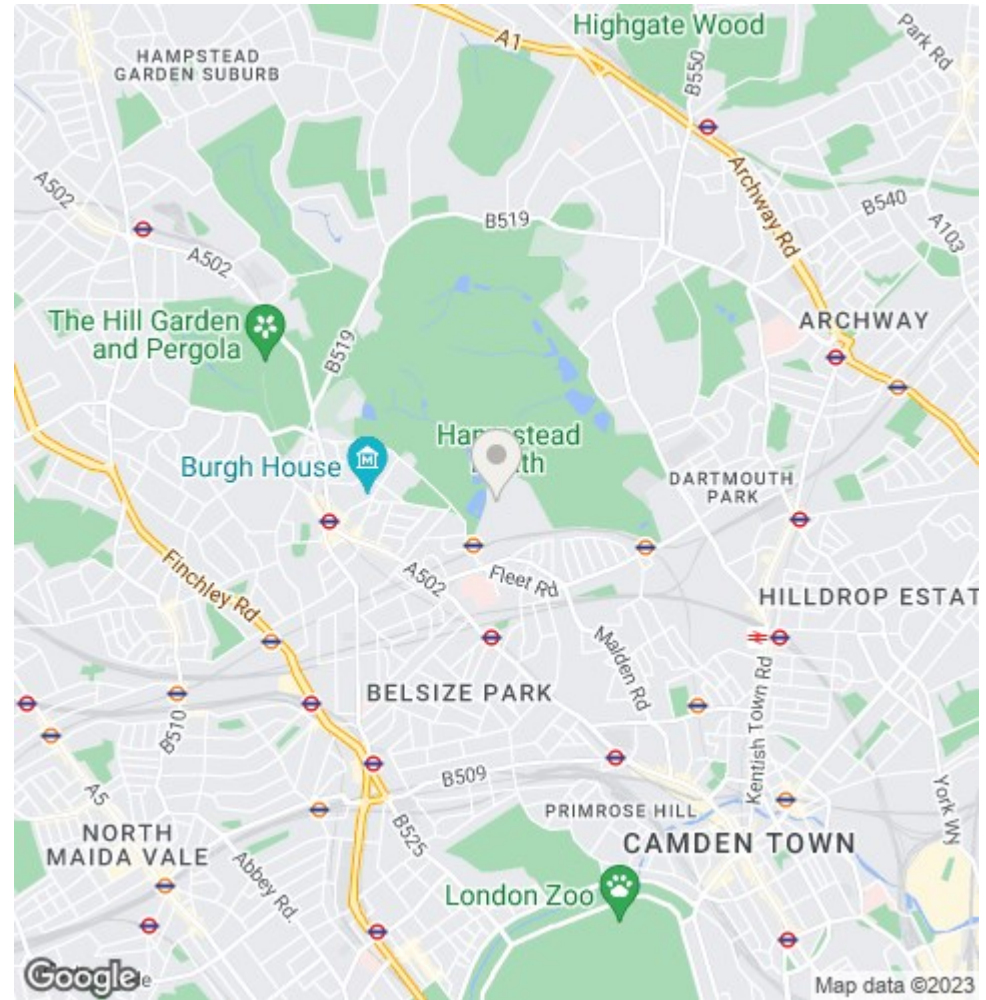 Highgate Wood
A1
Park Rd
HAMPSTEAD
GARDEN SUBURB
B550
A502
Archway Rd
B540
A103
B519
A502
The Hill Garden
and Pergola
B519
ARCHWAY
Hampstead
Burgh House
DARTMOUTH
PARK
Finchley Rd
A502
Fleet Rd
HILLDROP ESTAT
Malden Rd
BELSIZE PARK
Kentish Town Rd
B510
B509
A5
PRIMROSE HILL
York Wy
NORTH
MAIDA VALE
B525
CAMDEN TOWN
Abbey Rd.
London Zoo
Google
Map data ©2023